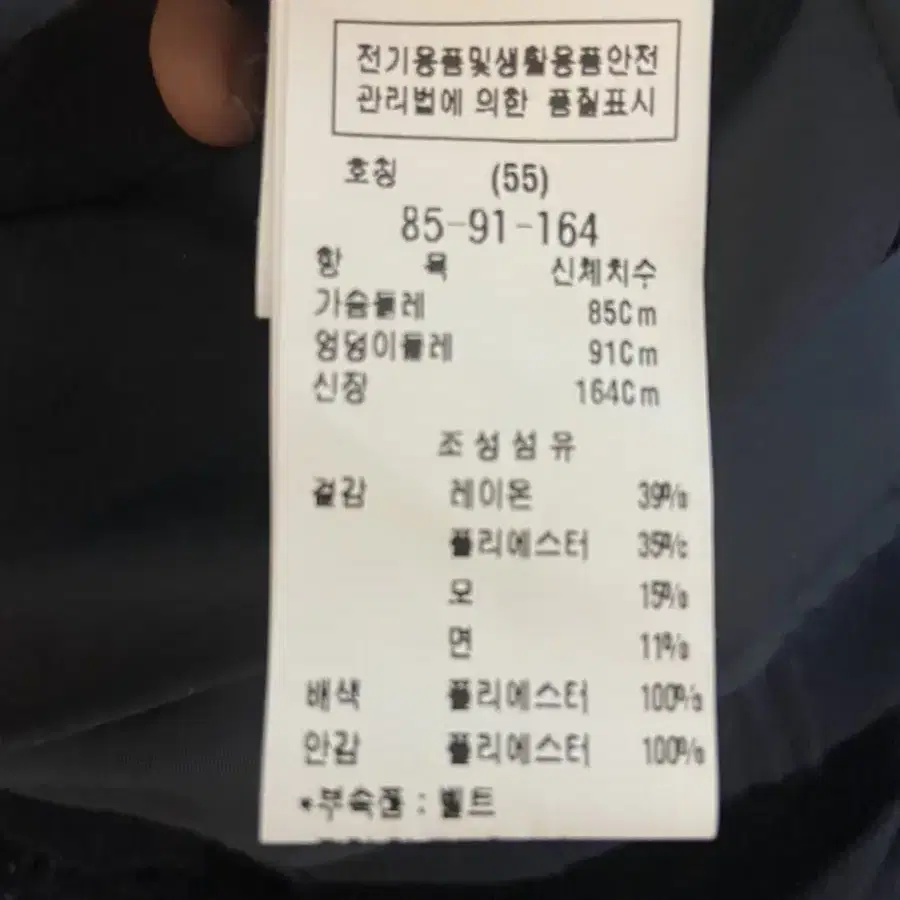 전기용품및생활용품안전
관리법에 의한 품질표시
호칭 (55)
85-91-164
항 목 신체치수
가슴둘레 85Cm
엉덩이둘레 91Cm
신장 164Cm
조성섬유
겉감 레이온 39%
폴리에스터 35%
모 15%
면 11%
배색 폴리에스터 100%
안감 폴리에스터 100%
*부속품 : 벨트